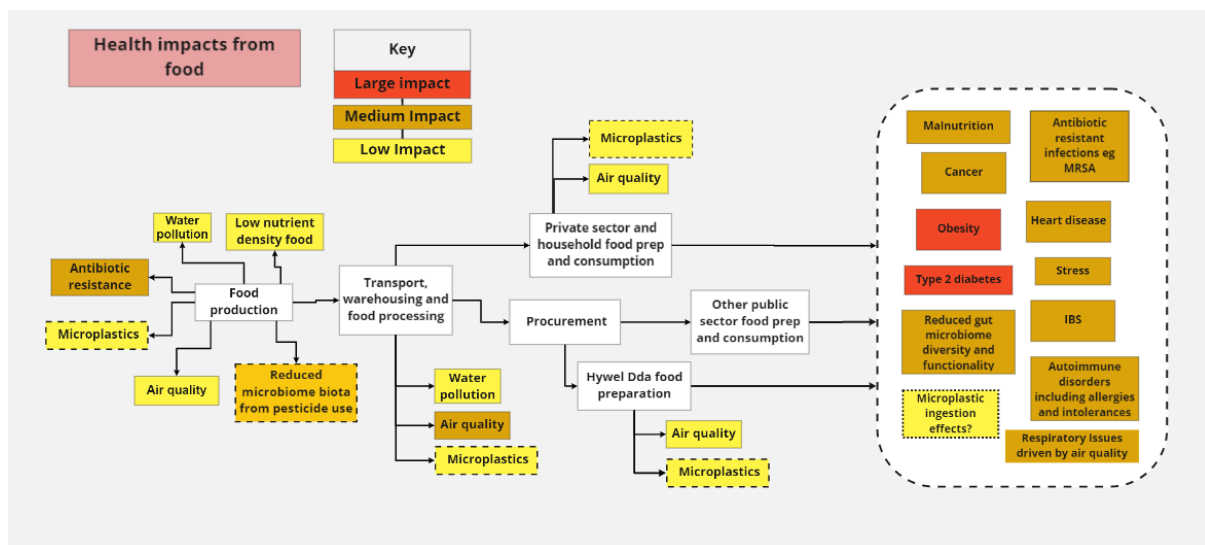 Health impacts from
food
Key
Large impact
Medium Impact
Low Impact
Microplastics
Air quality
Private sector and
household food prep
and consumption
Water
pollution
Low nutrient
density food
Antibiotic
resistance
Food
production
Microplastics
Air quality
Reduced
microbiome biota
from pesticide use
Transport,
warehousing and
food processing
Water
pollution
Air quality
Microplastics
Procurement
Other public
sector food prep
and consumption
Hywel Dda food
preparation
Air quality
Microplastics
Malnutrition
Cancer
Obesity
Type 2 diabetes
Reduced gut
microbiome
diversity and
functionality
Microplastic
ingestion
effects?
Antibiotic
resistant
infections eg
MRSA
Heart disease
Stress
IBS
Autoimmune
disorders
including allergies
and intolerances
Respiratory issues
driven by air quality